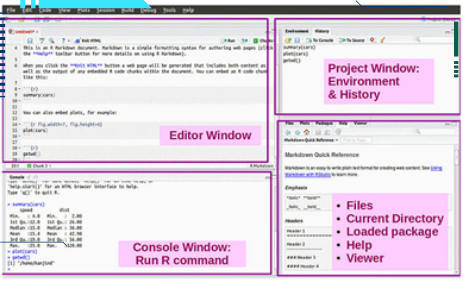 File Edit Code View Plots Session Build Debug Tools Help
Untitled1*
Knit HTML
Run
Chunks
This is an R Markdown document. Markdown is a simple formatting syntax for authoring web pages
the **Help** toolbar button for more details on using R Markdown).
When you click the **Knit HTML** button a web page will be generated that includes both content as
well as the output of any embedded R code chunks within the document. You can embed an R code chunk
like this:
```{r}
summary(cars)
```
You can also embed plots, for example:
```{r fig.width=7, fig.height=6}
plot(cars)
```
```{r}
getwd()
Editor Window
R Markdown
Console
'help.start()' for an HTML browser interface to help.
Type 'q()' to quit R.
> summary(cars)
speed dist
Min. : 4.0 Min. : 2.00
1st Qu.:12.0 1st Qu.: 26.00
Median :15.0 Median : 36.00
Mean :15.4 Mean : 42.98
3rd Qu.:19.0 3rd Qu.: 56.00
Max. :25.0 Max. :120.00
> plot(cars)
> getwd()
Console Window:
Run R command
Environment History
To Console To Source
summary(cars)
plot(cars)
getwd()
Project Window:
Environment
& History
Files Plots Packages Help Viewer
Markdown Quick Reference
Markdown Quick Reference
Markdown is an easy-to-write plain text format for creating web content. See Using
R Markdown with RStudio to learn more.
Emphasis
*italic* **bold**
_italic_ __bold__
Headers
Header 1
Header 2
### Header 3
#### Header 4
• Files
• Current Directory
• Loaded package
• Help
• Viewer